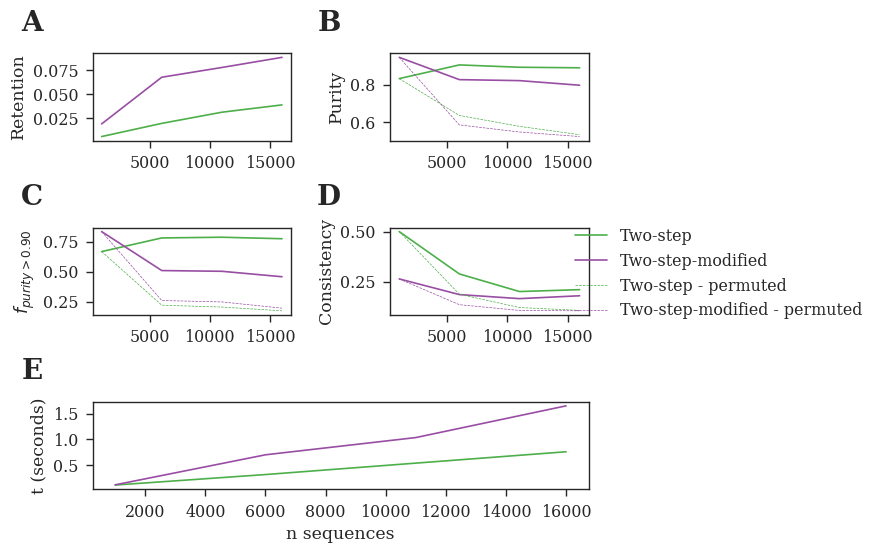 A
B
Retention
0.075
0.050
0.025
5000 10000 15000
Purity
0.8
0.6
5000 10000 15000
C
D
f_{purity>0.90}
0.75
0.50
0.25
5000 10000 15000
Consistency
0.50
0.25
5000 10000 15000
Two-step
Two-step-modified
Two-step - permuted
Two-step-modified - permuted
E
t (seconds)
1.5
1.0
0.5
2000 4000 6000 8000 10000 12000 14000 16000
n sequences